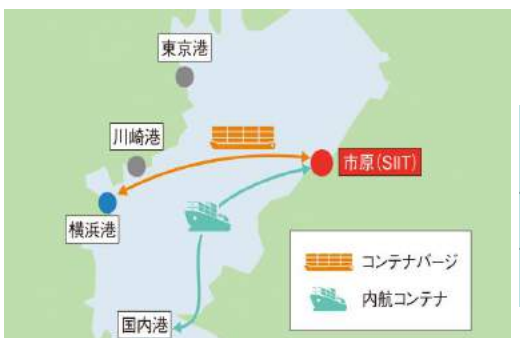 東京港
川崎港
市原(SIIT)
横浜港
コンテナバージ
内航コンテナ
国内港